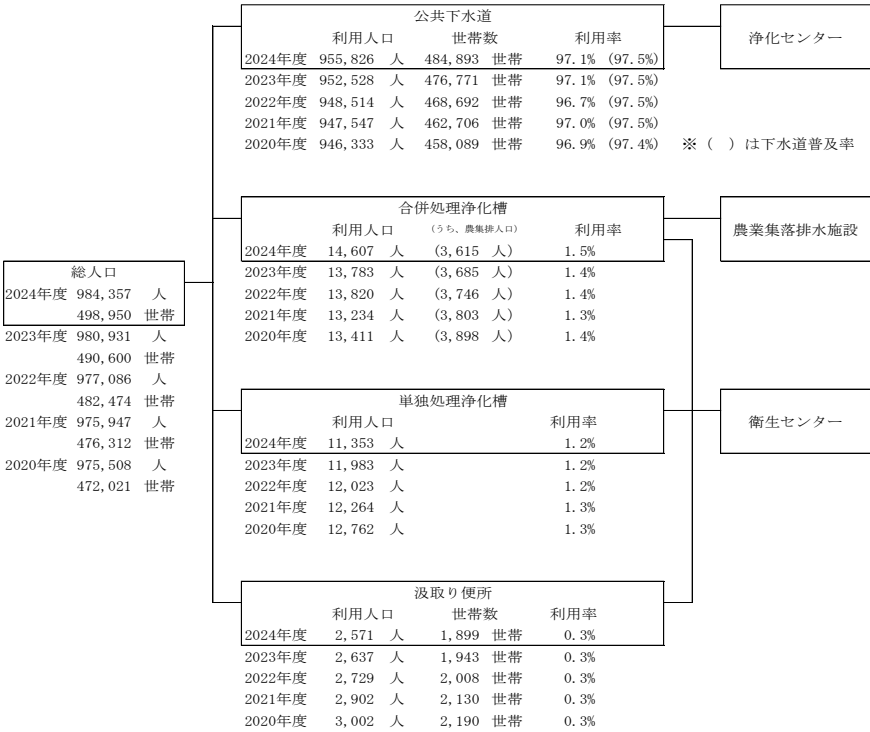 公共下水道
利用人口 世帯数 利用率
2024年度 955,826 人 484,893 世帯 97.1% (97.5%)
2023年度 952,528 人 476,771 世帯 97.1% (97.5%)
2022年度 948,514 人 468,692 世帯 96.7% (97.5%)
2021年度 947,547 人 462,706 世帯 97.0% (97.5%)
2020年度 946,333 人 458,089 世帯 96.9% (97.4%) ※ ( ) は下水道普及率
浄化センター
合併処理浄化槽
利用人口 (うち、農集排人口) 利用率
2024年度 14,607 人 (3,615 人) 1.5%
2023年度 13,783 人 (3,685 人) 1.4%
2022年度 13,820 人 (3,746 人) 1.4%
2021年度 13,234 人 (3,803 人) 1.3%
2020年度 13,411 人 (3,898 人) 1.4%
農業集落排水施設
総人口
2024年度 984,357 人
498,950 世帯
2023年度 980,931 人
490,600 世帯
2022年度 977,086 人
482,474 世帯
2021年度 975,947 人
476,312 世帯
2020年度 975,508 人
472,021 世帯
単独処理浄化槽
利用人口 利用率
2024年度 11,353 人 1.2%
2023年度 11,983 人 1.2%
2022年度 12,023 人 1.2%
2021年度 12,264 人 1.3%
2020年度 12,762 人 1.3%
衛生センター
汲取り便所
利用人口 世帯数 利用率
2024年度 2,571 人 1,899 世帯 0.3%
2023年度 2,637 人 1,943 世帯 0.3%
2022年度 2,729 人 2,008 世帯 0.3%
2021年度 2,902 人 2,130 世帯 0.3%
2020年度 3,002 人 2,190 世帯 0.3%